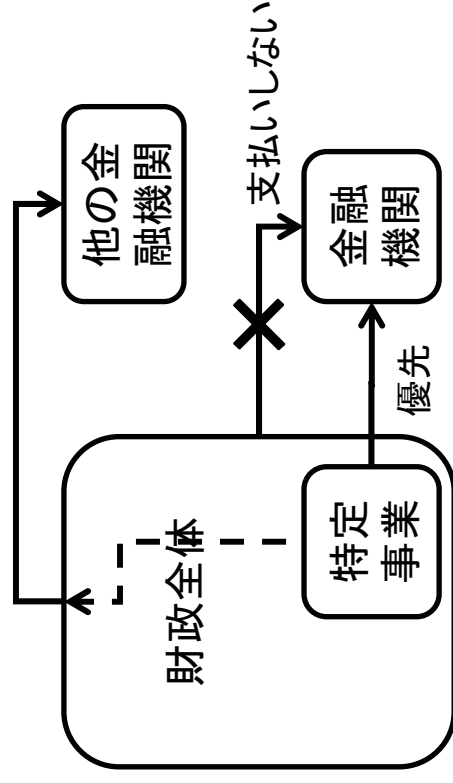 他の金
融機関
支払いしない
財政全体
金融
機関
優先
特定
事業